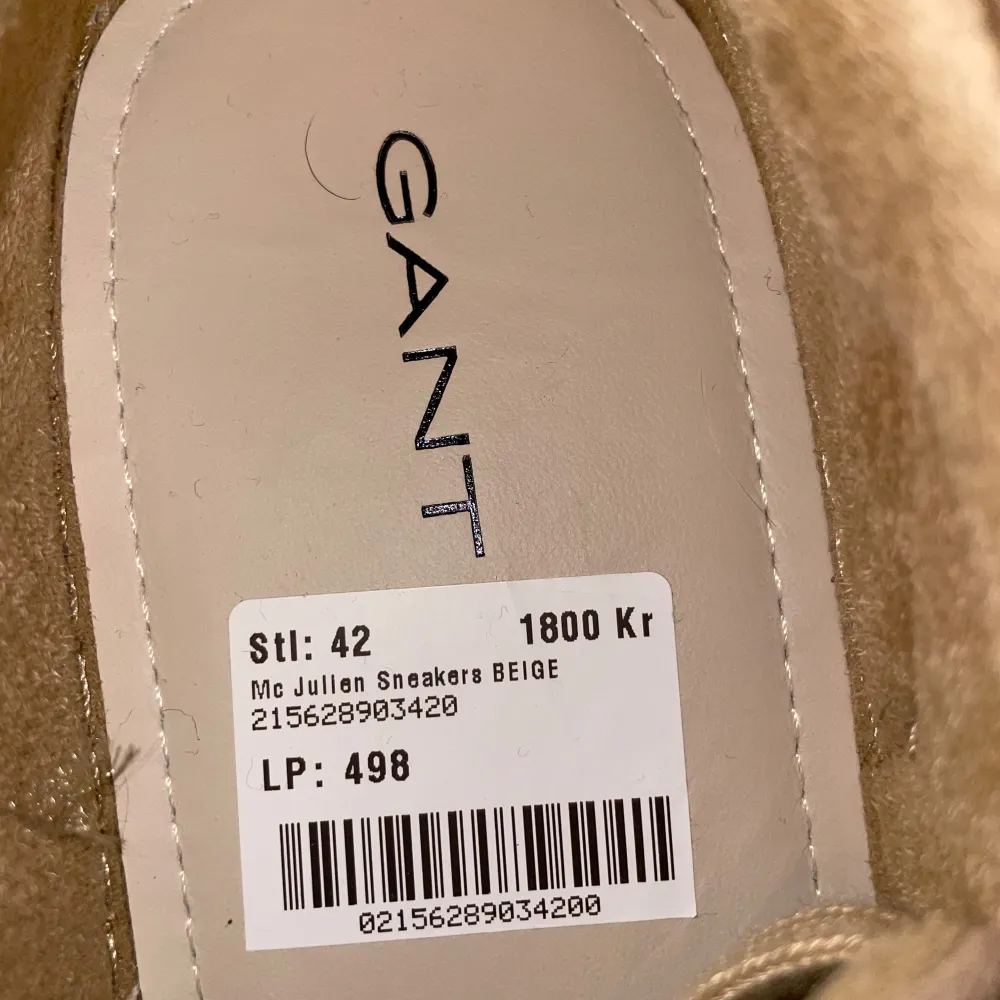 GANT
Stl: 42 1800 Kr
Mc Julien Sneakers BEIGE
215628903420
LP: 498
02156289034200